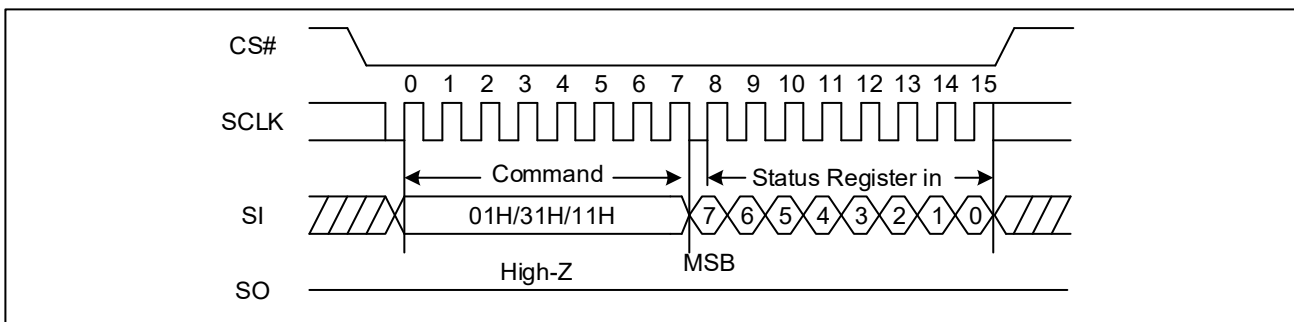 CS#
0 1 2 3 4 5 6 7 8 9 10 11 12 13 14 15
SCLK
Command Status Register in
SI 01H/31H/11H 7 6 5 4 3 2 1 0
High-Z MSB
SO